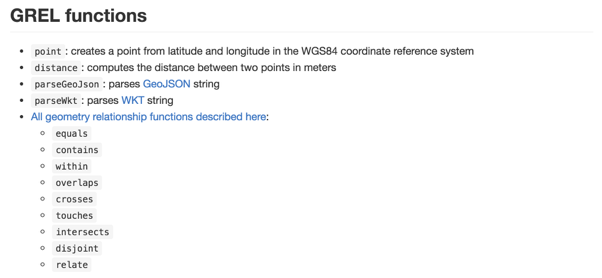 GREL functions
point : creates a point from latitude and longitude in the WGS84 coordinate reference system
distance : computes the distance between two points in meters
parseGeoJson : parses GeoJSON string
parseWkt : parses WKT string
All geometry relationship functions described here:
equals
contains
within
overlaps
crosses
touches
intersects
disjoint
relate